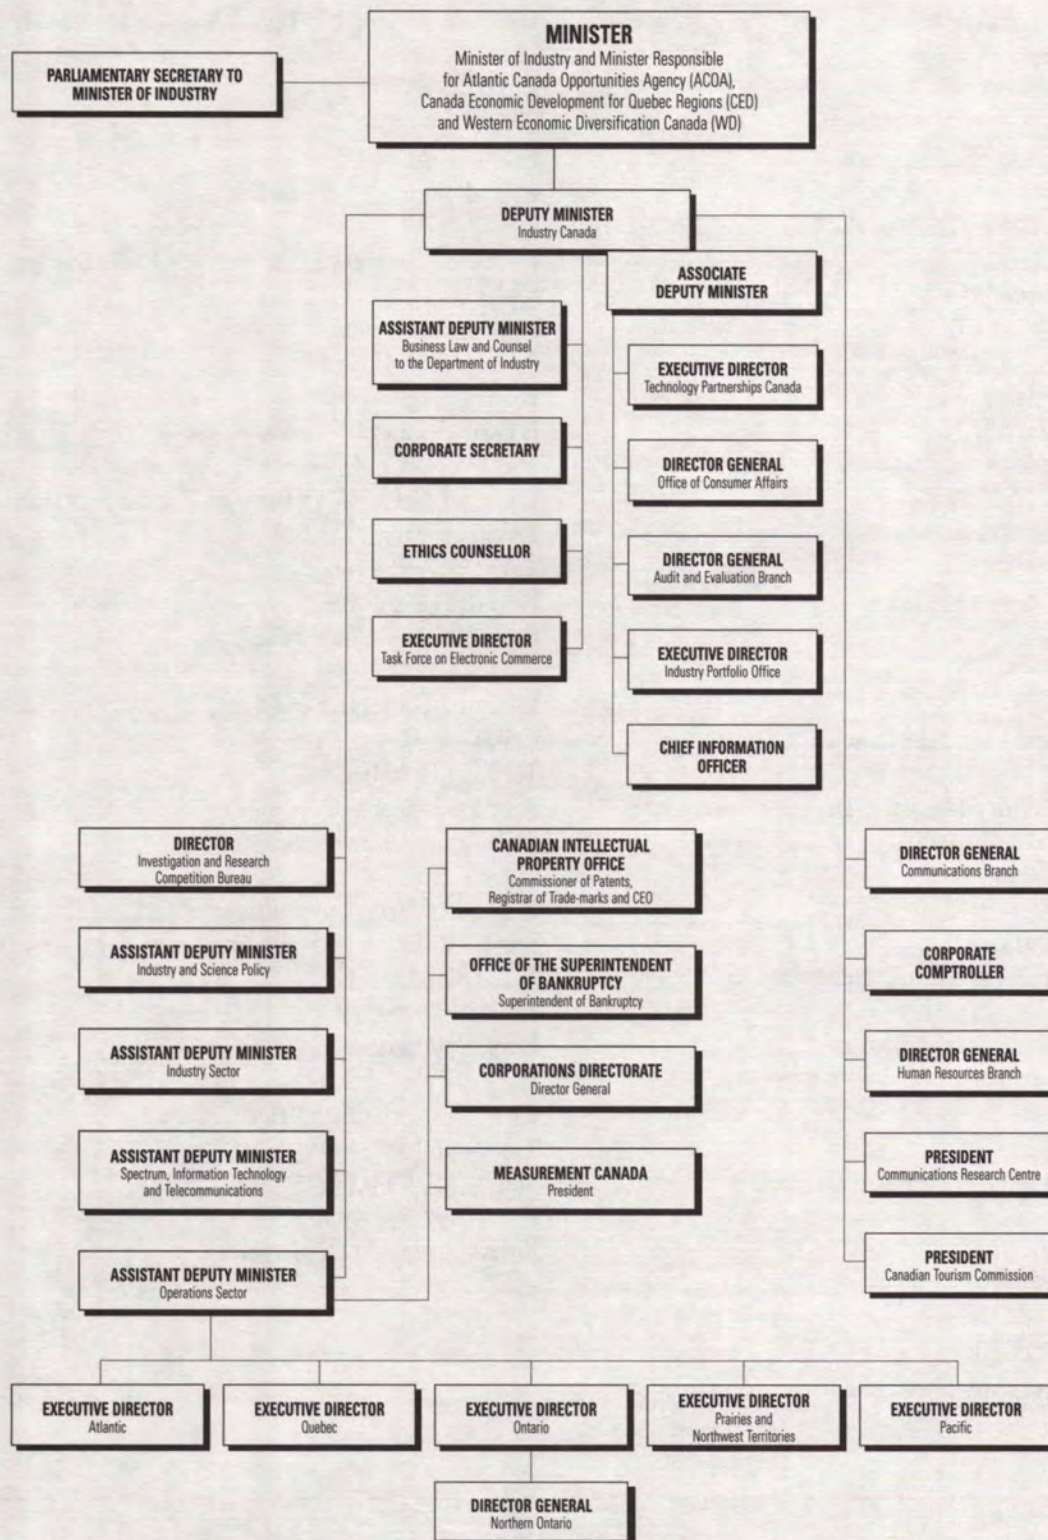 MINISTER
Minister of Industry and Minister Responsible
for Atlantic Canada Opportunities Agency (ACOA),
Canada Economic Development for Quebec Regions (CED)
and Western Economic Diversification Canada (WD)
PARLIAMENTARY SECRETARY TO
MINISTER OF INDUSTRY
DEPUTY MINISTER
Industry Canada
ASSOCIATE
DEPUTY MINISTER
ASSISTANT DEPUTY MINISTER
Business Law and Counsel
to the Department of Industry
CORPORATE SECRETARY
ETHICS COUNSELLOR
EXECUTIVE DIRECTOR
Task Force on Electronic Commerce
EXECUTIVE DIRECTOR
Technology Partnerships Canada
DIRECTOR GENERAL
Office of Consumer Affairs
DIRECTOR GENERAL
Audit and Evaluation Branch
EXECUTIVE DIRECTOR
Industry Portfolio Office
CHIEF INFORMATION
OFFICER
DIRECTOR
Investigation and Research
Competition Bureau
ASSISTANT DEPUTY MINISTER
Industry and Science Policy
ASSISTANT DEPUTY MINISTER
Industry Sector
ASSISTANT DEPUTY MINISTER
Spectrum, Information Technology
and Telecommunications
ASSISTANT DEPUTY MINISTER
Operations Sector
CANADIAN INTELLECTUAL
PROPERTY OFFICE
Commissioner of Patents,
Registrar of Trade-marks and CEO
OFFICE OF THE SUPERINTENDENT
OF BANKRUPTCY
Superintendent of Bankruptcy
CORPORATIONS DIRECTORATE
Director General
MEASUREMENT CANADA
President
DIRECTOR GENERAL
Communications Branch
CORPORATE
COMPTROLLER
DIRECTOR GENERAL
Human Resources Branch
PRESIDENT
Communications Research Centre
PRESIDENT
Canadian Tourism Commission
EXECUTIVE DIRECTOR
Atlantic
EXECUTIVE DIRECTOR
Quebec
EXECUTIVE DIRECTOR
Ontario
EXECUTIVE DIRECTOR
Prairies and
Northwest Territories
EXECUTIVE DIRECTOR
Pacific
DIRECTOR GENERAL
Northern Ontario